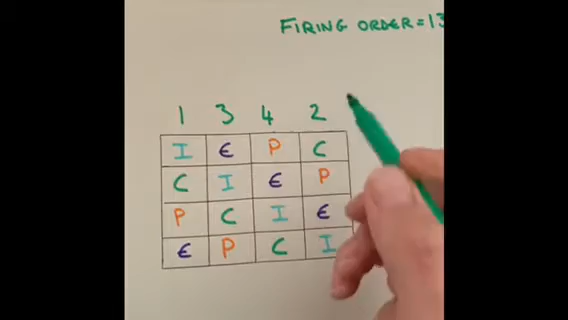 FIRING ORDER = 13
1 3 4 2
I E P C
C I E P
P C I E
E P C I